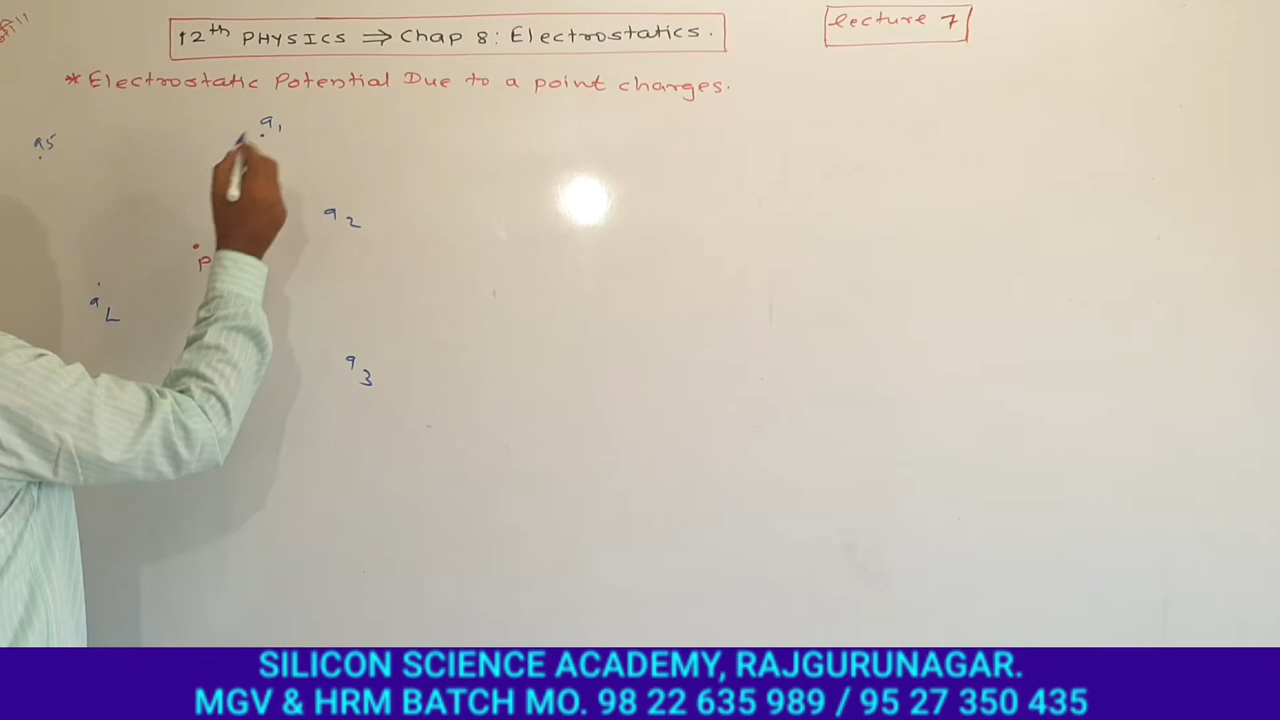 12th PHYSICS ⇒ Chap 8: Electrostatics.
lecture 7
* Electrostatic Potential Due to a point charges.
q1
q5
q2
P
qL
q3
SILICON SCIENCE ACADEMY, RAJGURUNAGAR.
MGV & HRM BATCH MO. 98 22 635 989 / 95 27 350 435